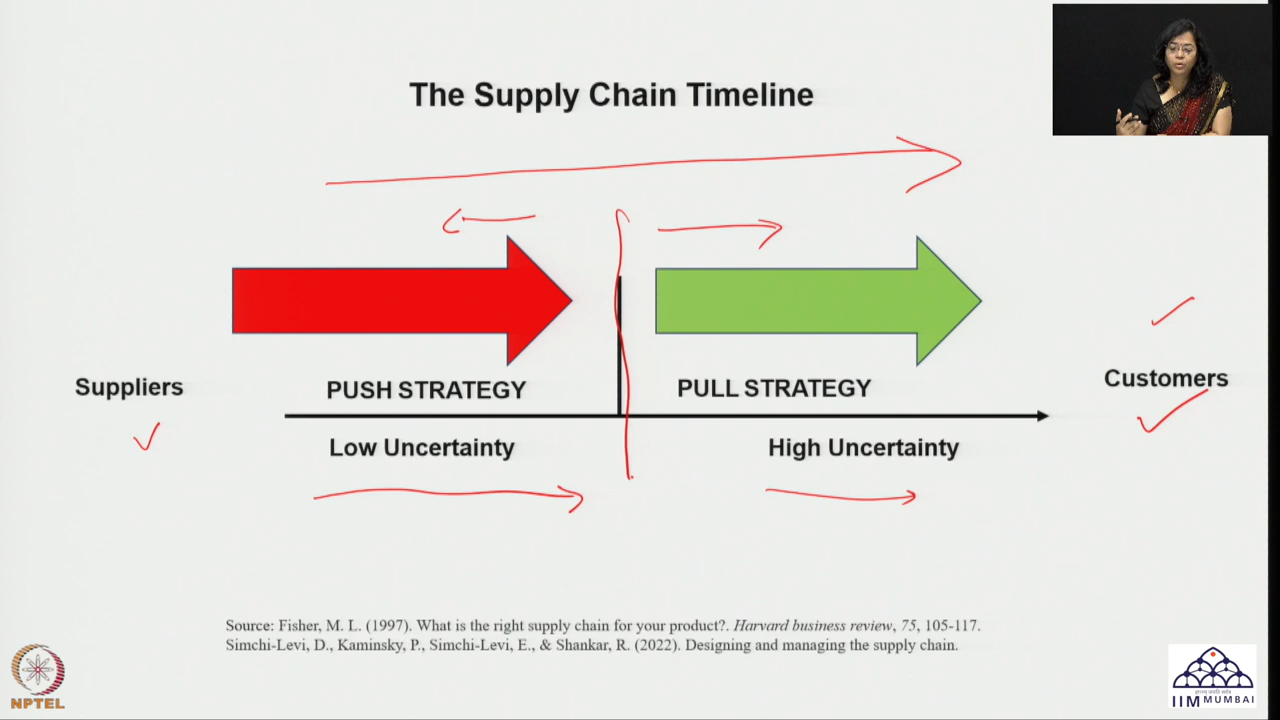 The Supply Chain Timeline
Suppliers
PUSH STRATEGY
PULL STRATEGY
Customers
Low Uncertainty
High Uncertainty
Source: Fisher, M. L. (1997). What is the right supply chain for your product?. Harvard business review, 75, 105-117.
Simchi-Levi, D., Kaminsky, P., Simchi-Levi, E., & Shankar, R. (2022). Designing and managing the supply chain.
NPTEL
IIM MUMBAI